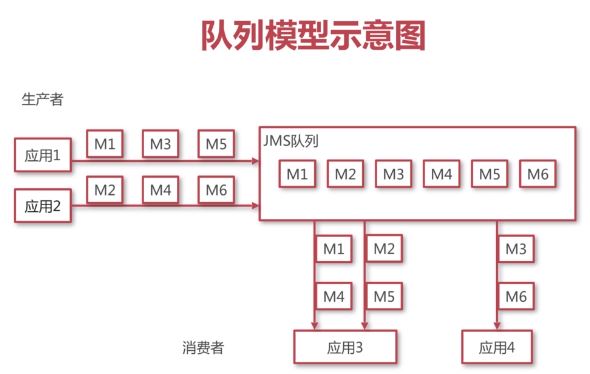 队列模型示意图
生产者
应用1 M1 M3 M5
JMS队列
M1 M2 M3 M4 M5 M6
应用2 M2 M4 M6
M1 M2 M3
M4 M5 M6
消费者 应用3 应用4